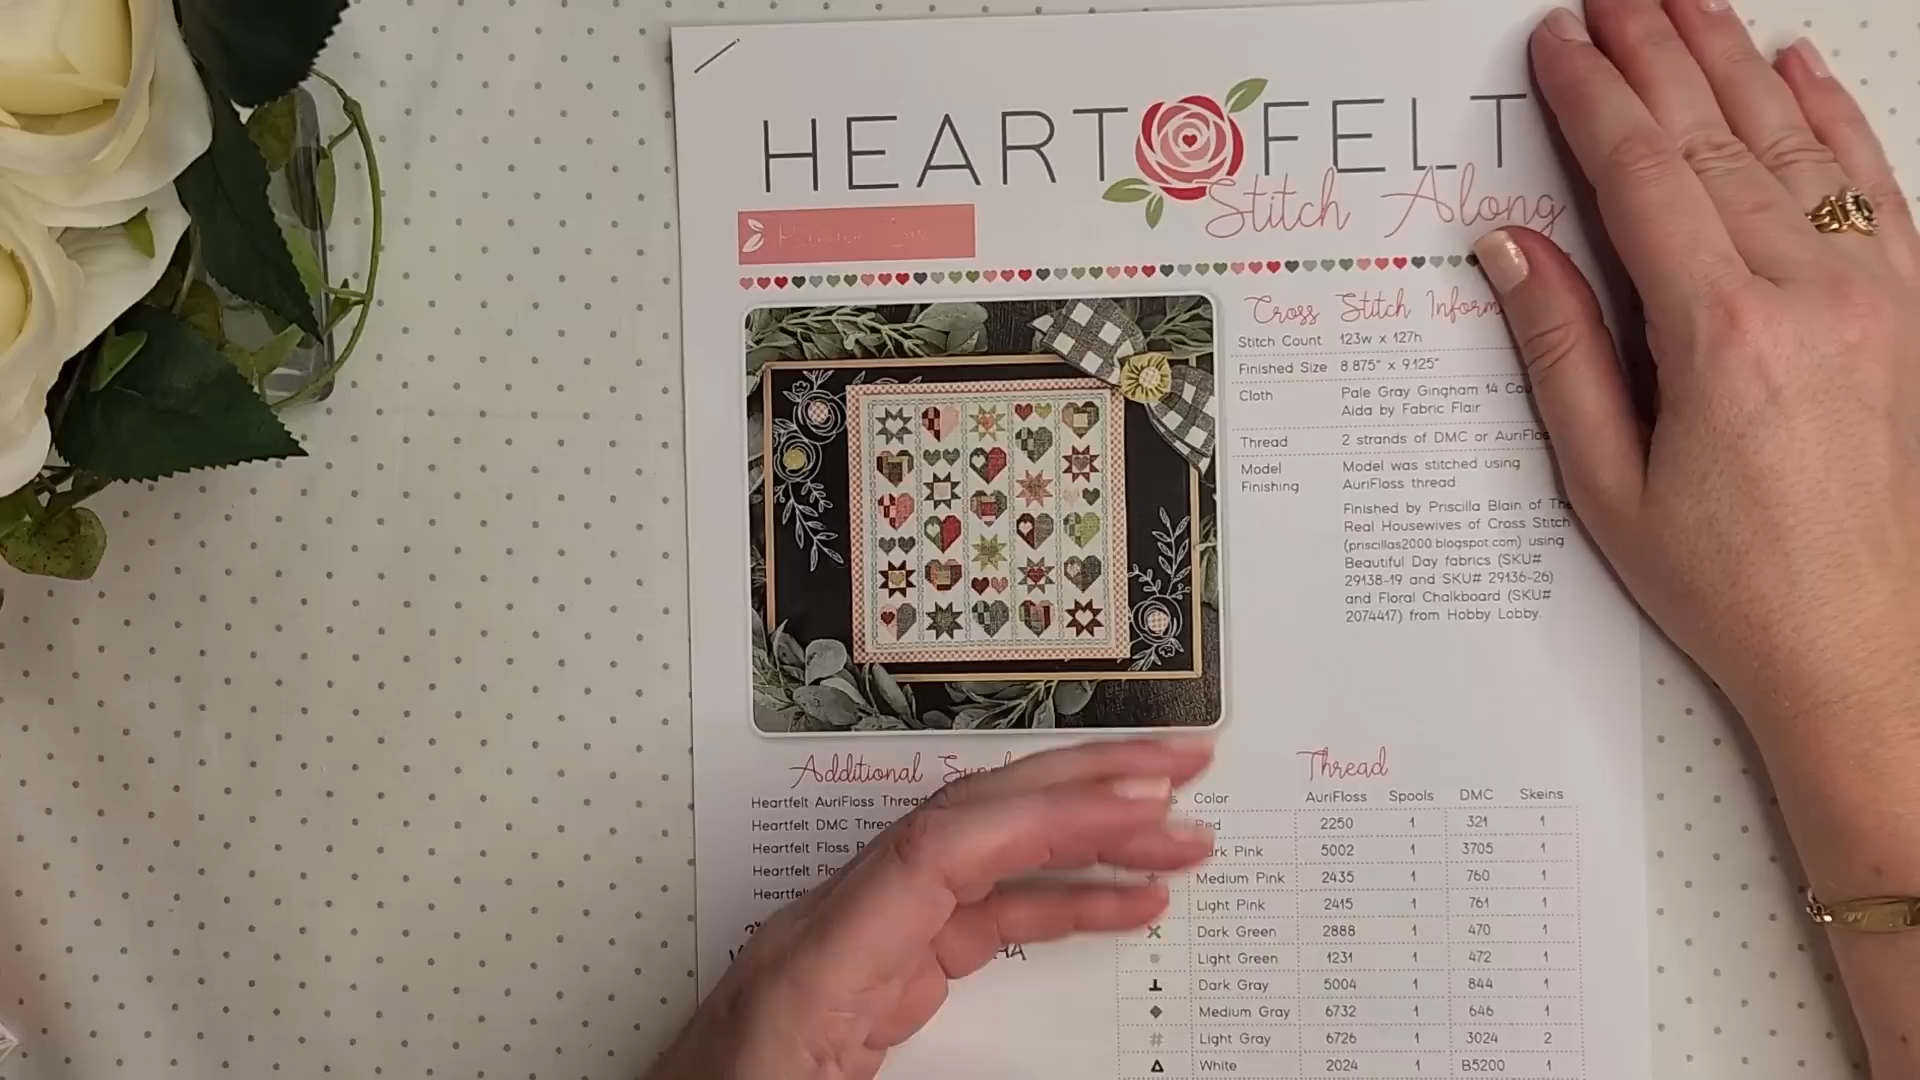 HEART FELT
Stitch Along
Cross Stitch Inform
Stitch Count 123w x 127h
Finished Size 8.875" x 9.125"
Cloth Pale Gray Gingham 14 Cou
Aida by Fabric Flair
Thread 2 strands of DMC or AuriFlos
Model Finishing Model was stitched using
AuriFloss thread
Finished by Priscilla Blain of The
Real Housewives of Cross Stitch
(priscillas2000.blogspot.com) using
Beautiful Day fabrics (SKU#
29138-19 and SKU# 29136-26)
and Floral Chalkboard (SKU#
2074417) from Hobby Lobby.
Additional Suppl
Heartfelt AuriFloss Thread
Heartfelt DMC Threa
Heartfelt Floss
Heartfelt Flo
Heartfel
Thread
Color AuriFloss Spools DMC Skeins
Red 2250 1 321 1
ark Pink 5002 1 3705 1
Medium Pink 2435 1 760 1
Light Pink 2415 1 761 1
Dark Green 2888 1 470 1
Light Green 1231 1 472 1
Dark Gray 5004 1 844 1
Medium Gray 6732 1 646 1
Light Gray 6726 1 3024 2
White 2024 1 B5200 1